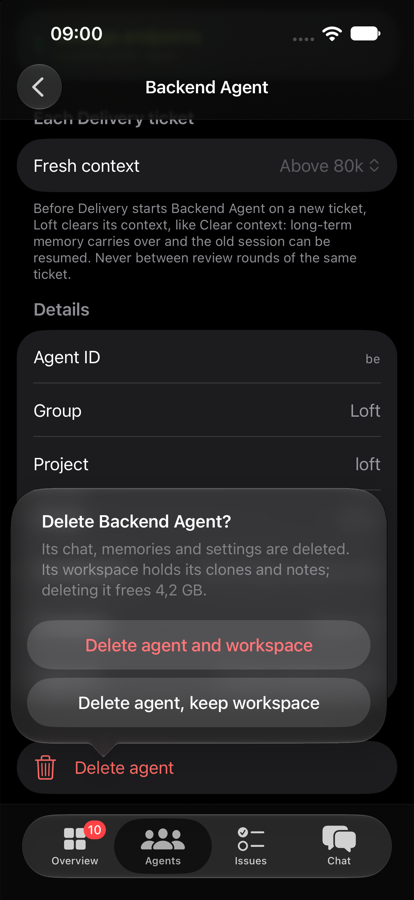 09:00
Backend Agent
Each Delivery ticket
Fresh context
Above 80k
Before Delivery starts Backend Agent on a new ticket,
Loft clears its context, like Clear context: long-term
memory carries over and the old session can be
resumed. Never between review rounds of the same
ticket.
Details
Agent ID
be
Group
Loft
Project
loft
Delete Backend Agent?
Its chat, memories and settings are deleted.
Its workspace holds its clones and notes;
deleting it frees 4,2 GB.
Delete agent and workspace
Delete agent, keep workspace
Delete agent
10
Overview
Agents
Issues
Chat